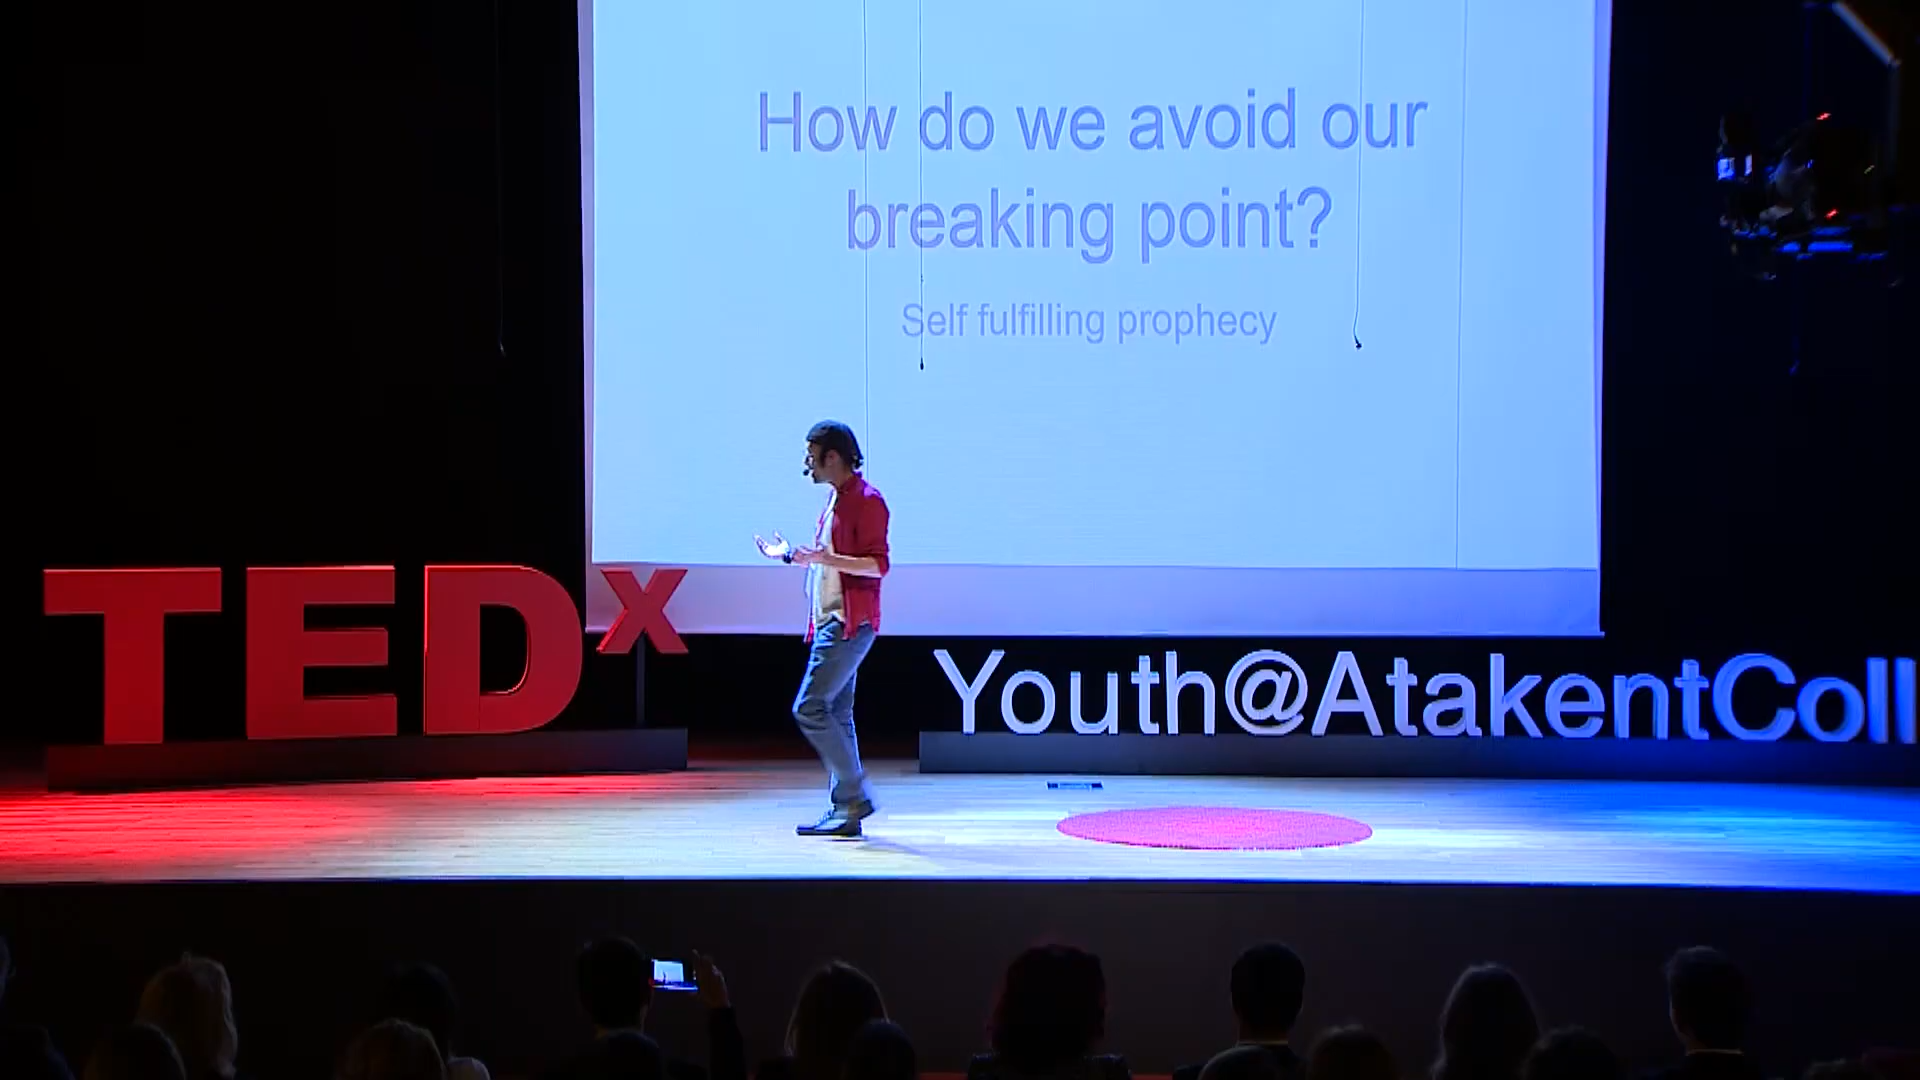 How do we avoid our
breaking point?
Self fulfilling prophecy
TEDx
Youth@AtakentColl